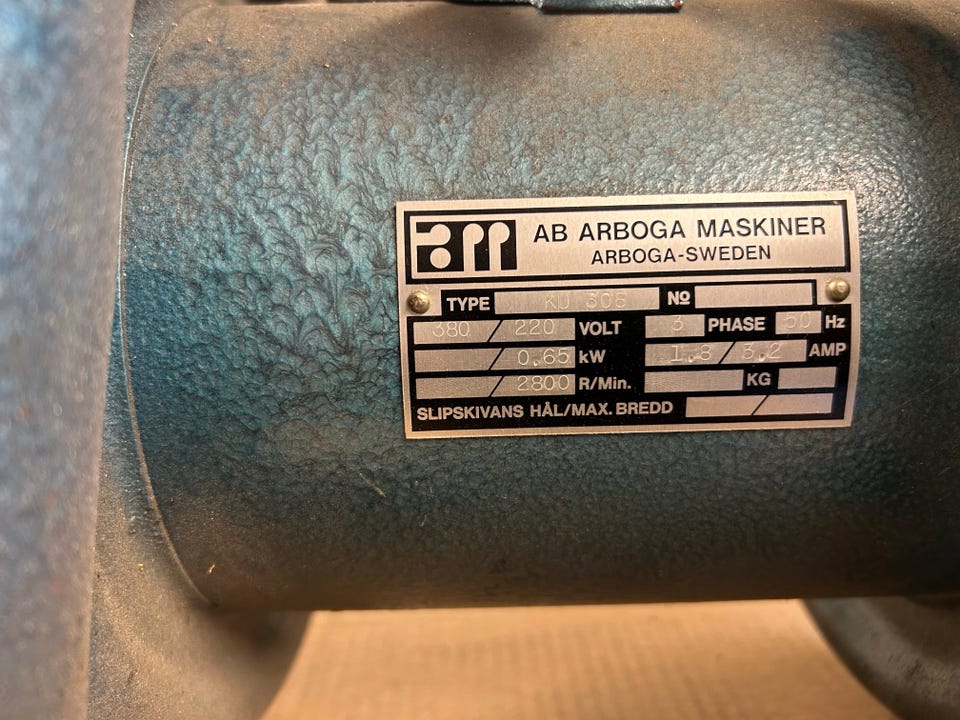 am AB ARBOGA MASKINER
ARBOGA-SWEDEN
TYPE KU 306 No
380 / 220 VOLT 3 PHASE 50 Hz
/ 0.65 kW 1.8 / 3.2 AMP
/ 2800 R/Min. KG
SLIPSKIVANS HÅL/MAX. BREDD /